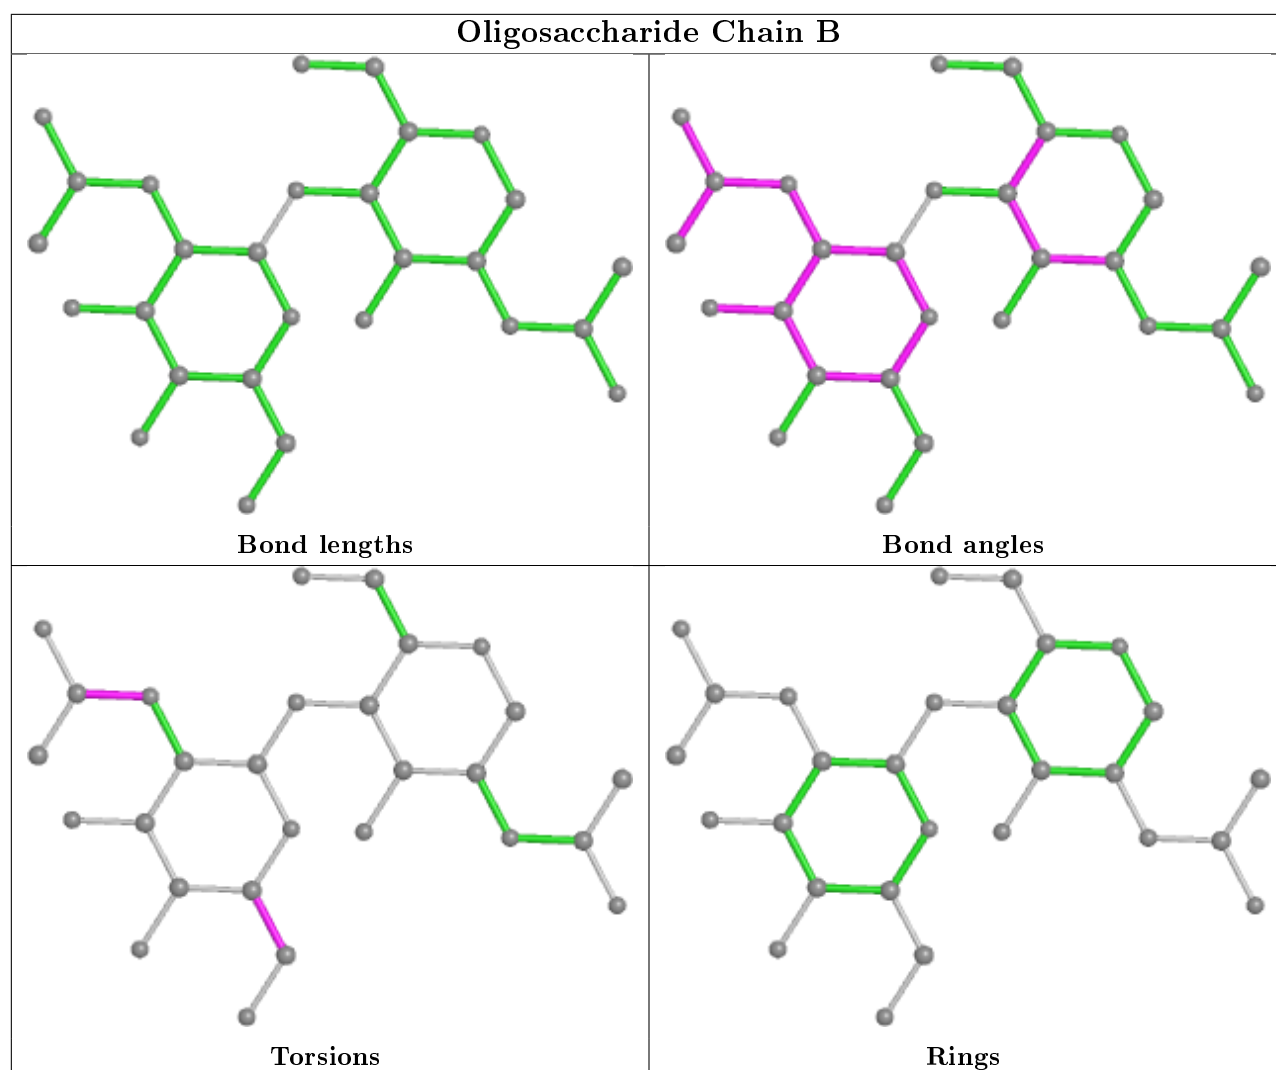 Oligosaccharide Chain B
Bond lengths
Bond angles
Torsions
Rings